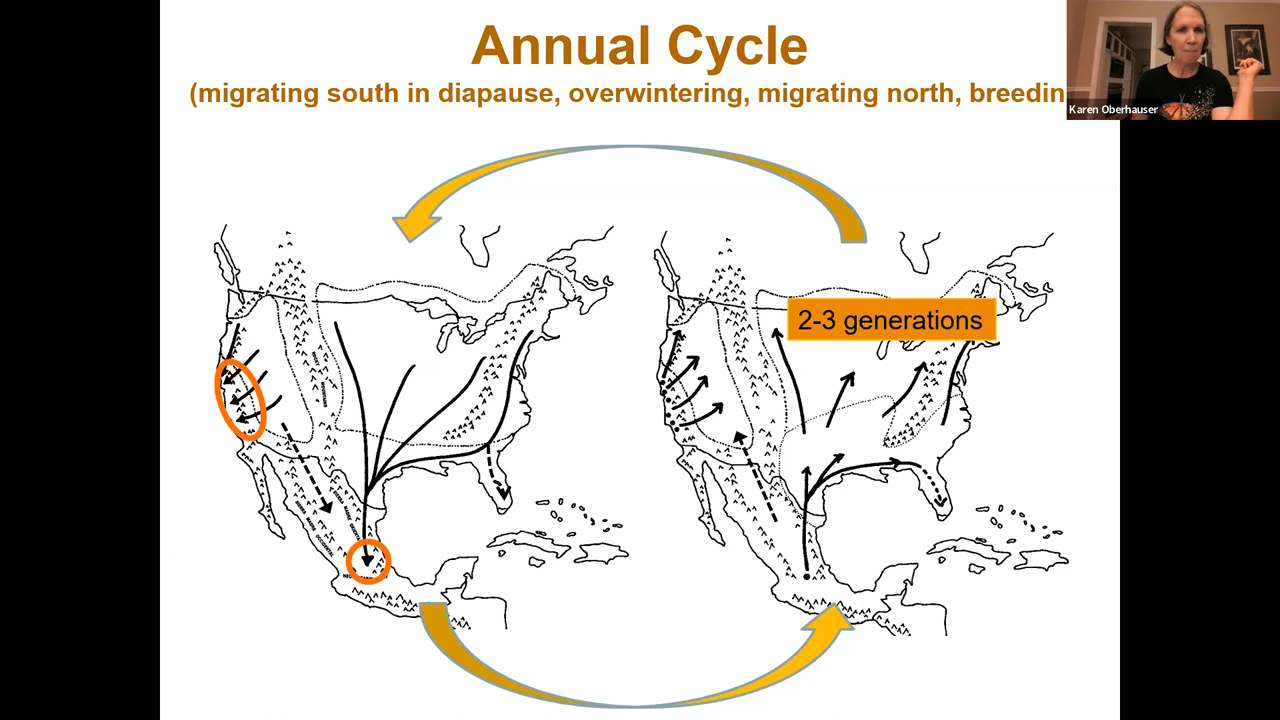 Annual Cycle
(migrating south in diapause, overwintering, migrating north, breedin
Karen Oberhauser
2-3 generations